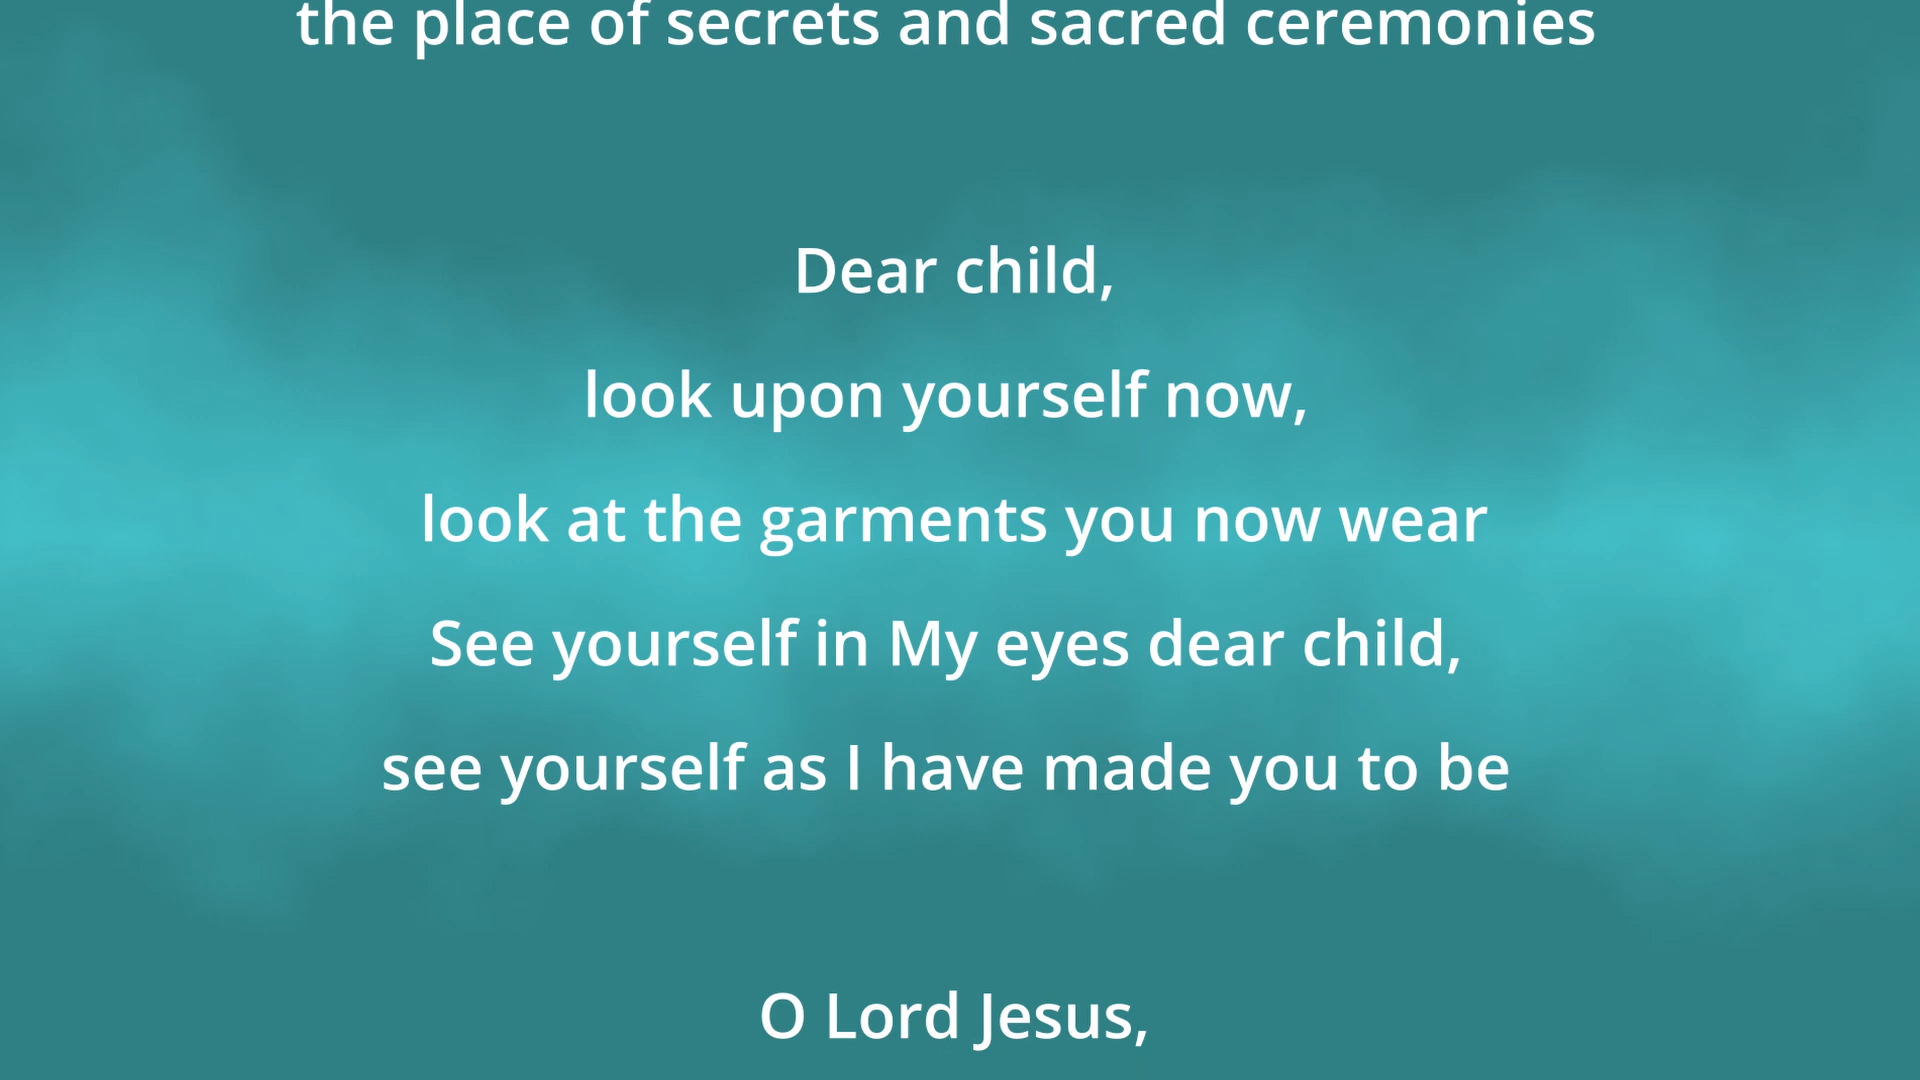 the place of secrets and sacred ceremonies
Dear child,
look upon yourself now,
look at the garments you now wear
See yourself in My eyes dear child,
see yourself as I have made you to be
O Lord Jesus,